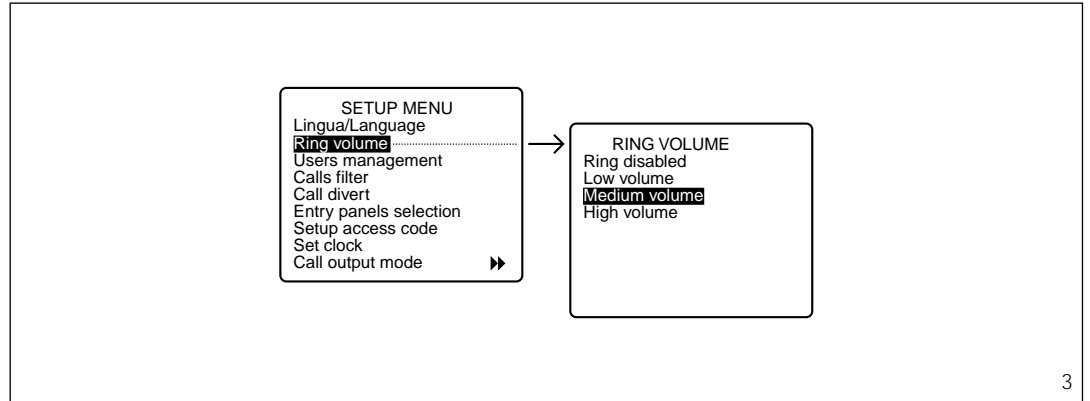 SETUP MENU
Lingua/Language
Ring volume
Users management
Calls filter
Call divert
Entry panels selection
Setup access code
Set clock
Call output mode
RING VOLUME
Ring disabled
Low volume
Medium volume
High volume
3